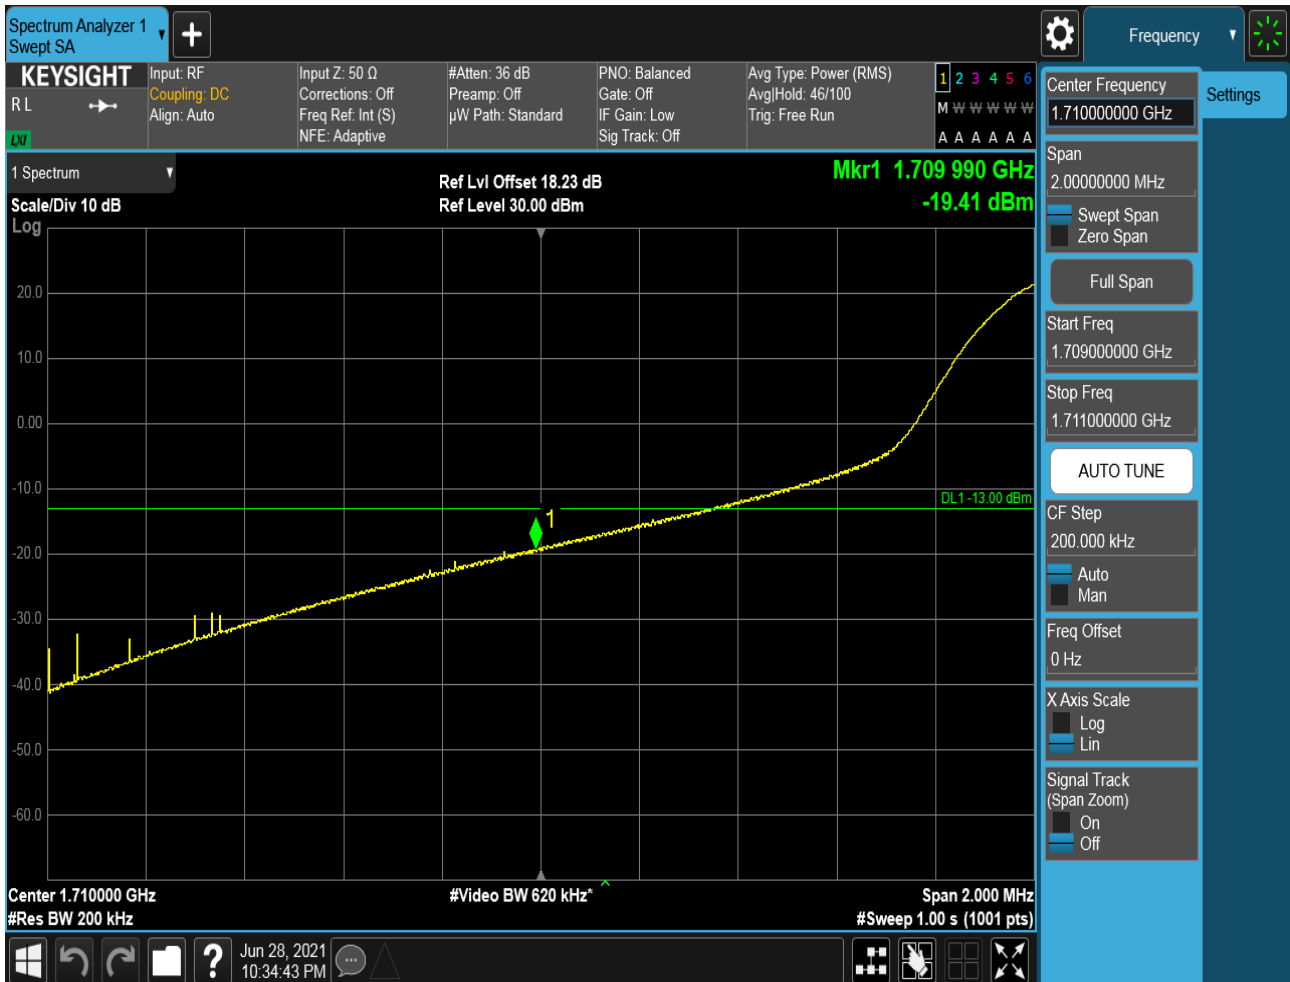 Spectrum Analyzer 1
Swept SA
Frequency
KEYSIGHT
R L
LXI
Input: RF
Coupling: DC
Align: Auto
Input Z: 50 Ω
Corrections: Off
Freq Ref: Int (S)
NFE: Adaptive
#Atten: 36 dB
Preamp: Off
µW Path: Standard
PNO: Balanced
Gate: Off
IF Gain: Low
Sig Track: Off
Avg Type: Power (RMS)
Avg|Hold: 46/100
Trig: Free Run
1 2 3 4 5 6
M W W W W W
A A A A A A
1 Spectrum
Scale/Div 10 dB
Log
Ref Lvl Offset 18.23 dB
Ref Level 30.00 dBm
Mkr1 1.709 990 GHz
-19.41 dBm
20.0
10.0
0.00
-10.0
-20.0
-30.0
-40.0
-50.0
-60.0
DL1 -13.00 dBm
1
Center 1.710000 GHz
#Res BW 200 kHz
#Video BW 620 kHz*
Span 2.000 MHz
#Sweep 1.00 s (1001 pts)
Jun 28, 2021
10:34:43 PM
Center Frequency
1.710000000 GHz
Settings
Span
2.00000000 MHz
Swept Span
Zero Span
Full Span
Start Freq
1.709000000 GHz
Stop Freq
1.711000000 GHz
AUTO TUNE
CF Step
200.000 kHz
Auto
Man
Freq Offset
0 Hz
X Axis Scale
Log
Lin
Signal Track
(Span Zoom)
On
Off